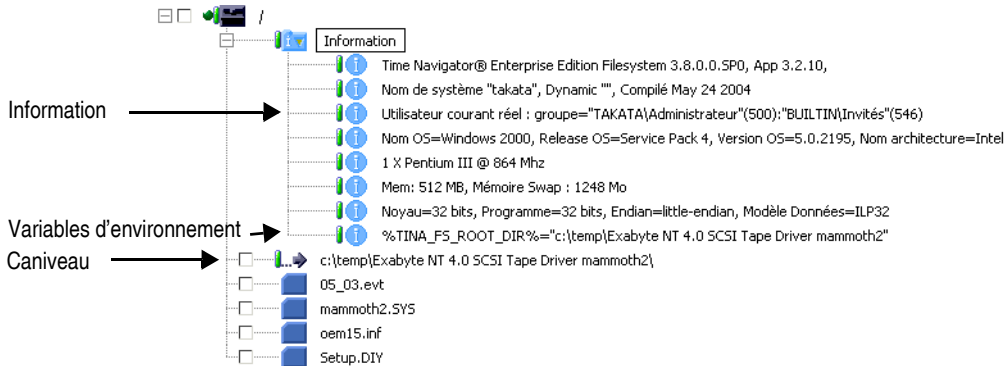 /
Information
Time Navigator® Enterprise Edition Filesystem 3.8.0.0.SP0, App 3.2.10,
Nom de système "takata", Dynamic "", Compilé May 24 2004
Information
Utilisateur courant réel : groupe="TAKATA\Administrateur"(500):"BUILTIN\Invités"(546)
Nom OS=Windows 2000, Release OS=Service Pack 4, Version OS=5.0.2195, Nom architecture=Intel
1 X Pentium III @ 864 Mhz
Mem: 512 MB, Mémoire Swap : 1248 Mo
Noyau=32 bits, Programme=32 bits, Endian=little-endian, Modèle Données=ILP32
Variables d'environnement
%TINA_FS_ROOT_DIR%="c:\temp\Exabyte NT 4.0 SCSI Tape Driver mammoth2"
Caniveau
c:\temp\Exabyte NT 4.0 SCSI Tape Driver mammoth2\
05_03.evt
mammoth2.SYS
oem15.inf
Setup.DIY